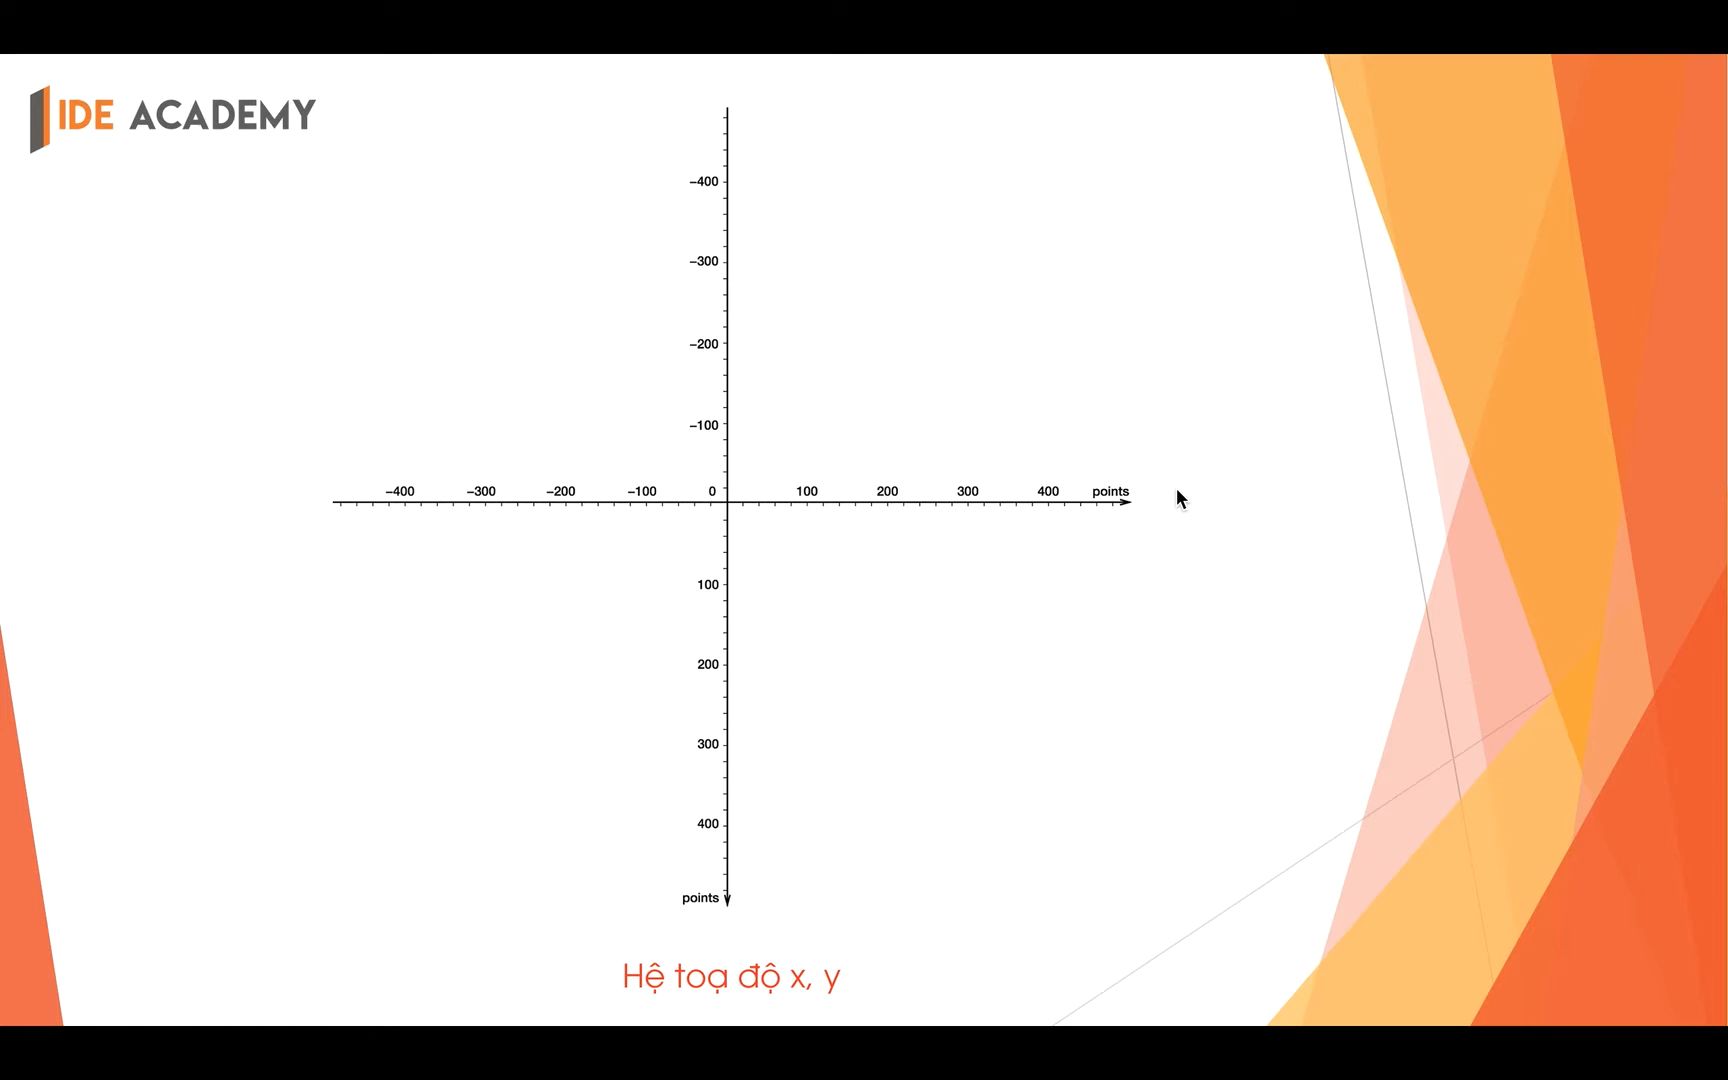 IDE ACADEMY
–400
–300
–200
–100
–400 –300 –200 –100 0 100 200 300 400 points
100
200
300
400
points
Hệ toạ độ x, y